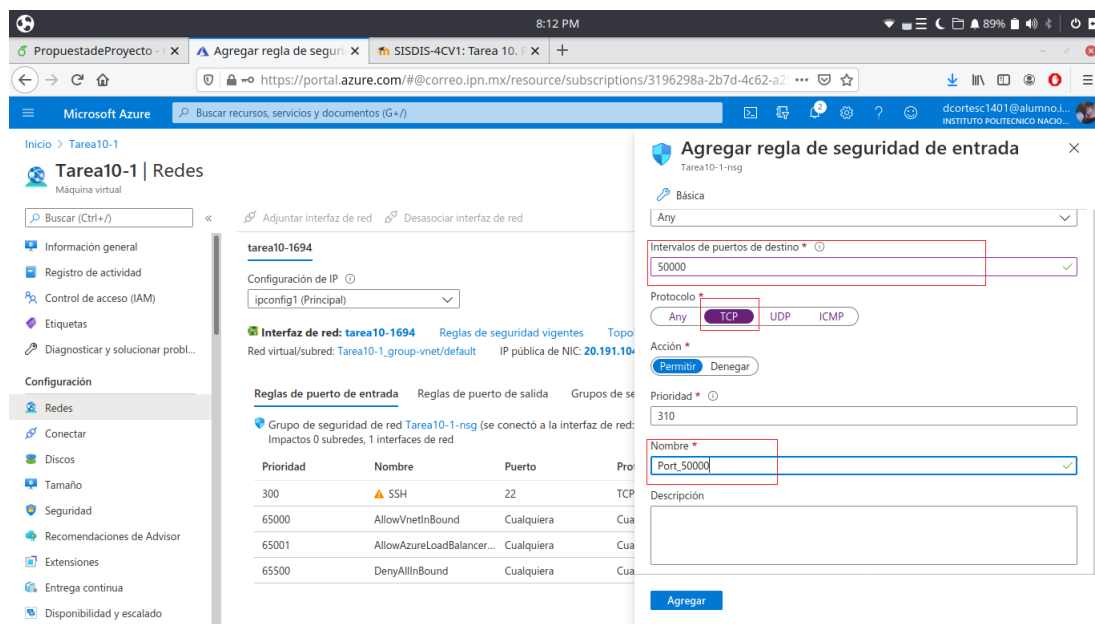 8:12 PM
89%
PropuestadeProyecto - 
Agregar regla de seguri
SISDIS-4CV1: Tarea 10.
https://portal.azure.com/#@correo.ipn.mx/resource/subscriptions/3196298a-2b7d-4c62-a2
Microsoft Azure
Buscar recursos, servicios y documentos (G+/)
2
dcortesc1401@alumno.i...
INSTITUTO POLITECNICO NACIO...
Inicio > Tarea10-1
Tarea10-1 | Redes
Máquina virtual
Buscar (Ctrl+/)
«
Información general
Registro de actividad
Control de acceso (IAM)
Etiquetas
Diagnosticar y solucionar probl...
Configuración
Redes
Conectar
Discos
Tamaño
Seguridad
Recomendaciones de Advisor
Extensiones
Entrega continua
Disponibilidad y escalado
Adjuntar interfaz de red Desasociar interfaz de red
tarea10-1694
Configuración de IP
ipconfig1 (Principal)
Interfaz de red: tarea10-1694 Reglas de seguridad vigentes Topo
Red virtual/subred: Tarea10-1_group-vnet/default IP pública de NIC: 20.191.104
Reglas de puerto de entrada Reglas de puerto de salida Grupos de se
Grupo de seguridad de red Tarea10-1-nsg (se conectó a la interfaz de red:
Impactos 0 subredes, 1 interfaces de red
Prioridad Nombre Puerto Pro
300 SSH 22 TCP
65000 AllowVnetInBound Cualquiera Cua
65001 AllowAzureLoadBalancer... Cualquiera Cua
65500 DenyAllInBound Cualquiera Cua
Agregar regla de seguridad de entrada
Tarea10-1-nsg
Básica
Any
Intervalos de puertos de destino *
50000
Protocolo *
Any TCP UDP ICMP
Acción *
Permitir Denegar
Prioridad *
310
Nombre *
Port_50000
Descripción
Agregar